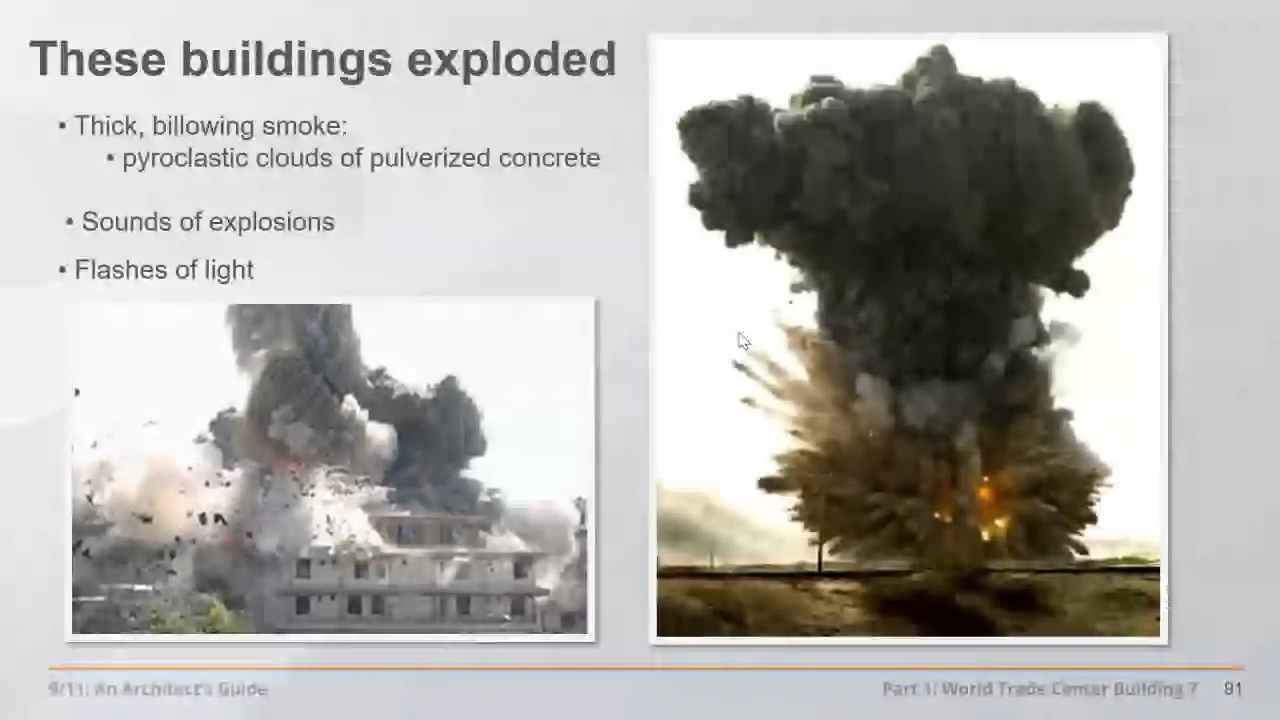 These buildings exploded
• Thick, billowing smoke:
• pyroclastic clouds of pulverized concrete
• Sounds of explosions
• Flashes of light
9/11: An Architect's Guide
Part 1: World Trade Center Building 7
91